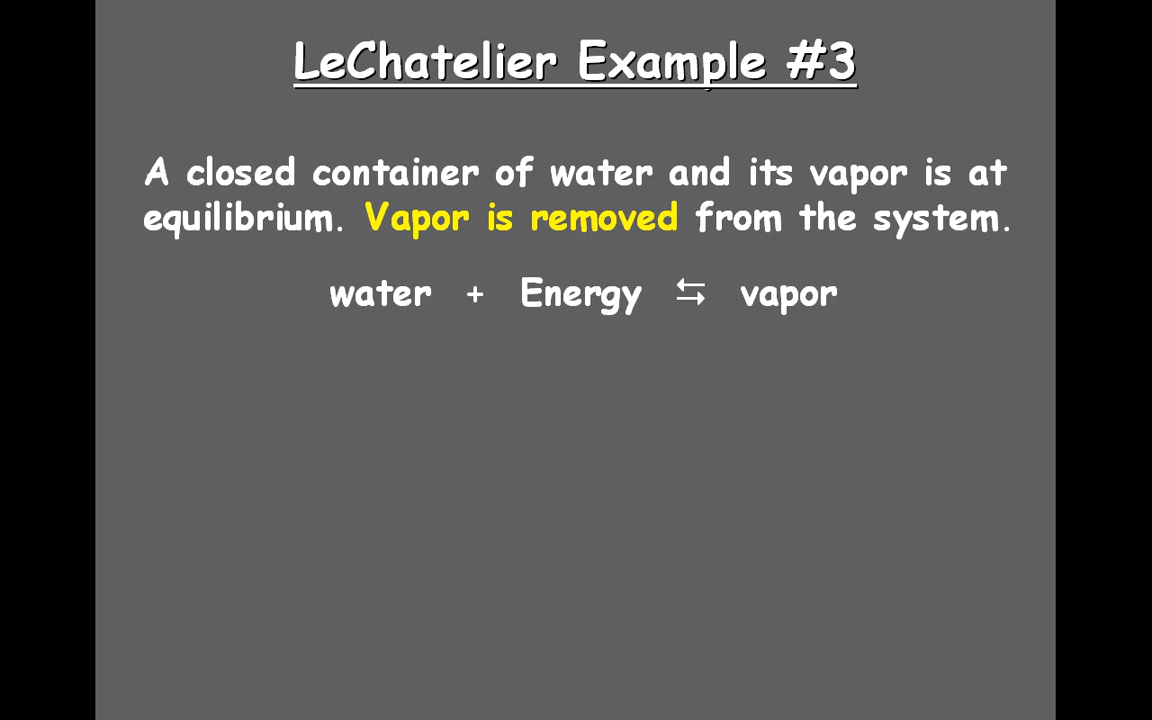 LeChatelier Example #3
A closed container of water and its vapor is at
equilibrium. Vapor is removed from the system.
water + Energy ⇆ vapor